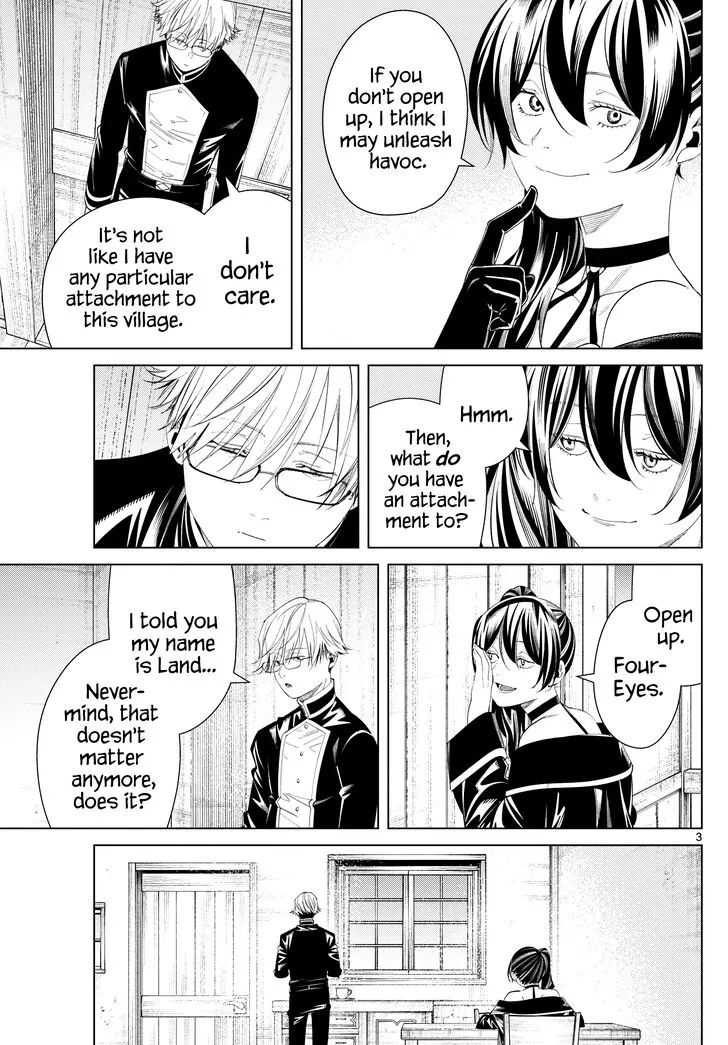 If you
don't open
up, I think I
may unleash
havoc.
I
don't
care.
It's not
like I have
any particular
attachment to
this village.
Hmm.
Then,
what do
you have
an attach-
ment to?
Open
up.
Four-
Eyes.
I told you
my name
is Land...
Never-
mind, that
doesn't
matter
anymore,
does it?
3